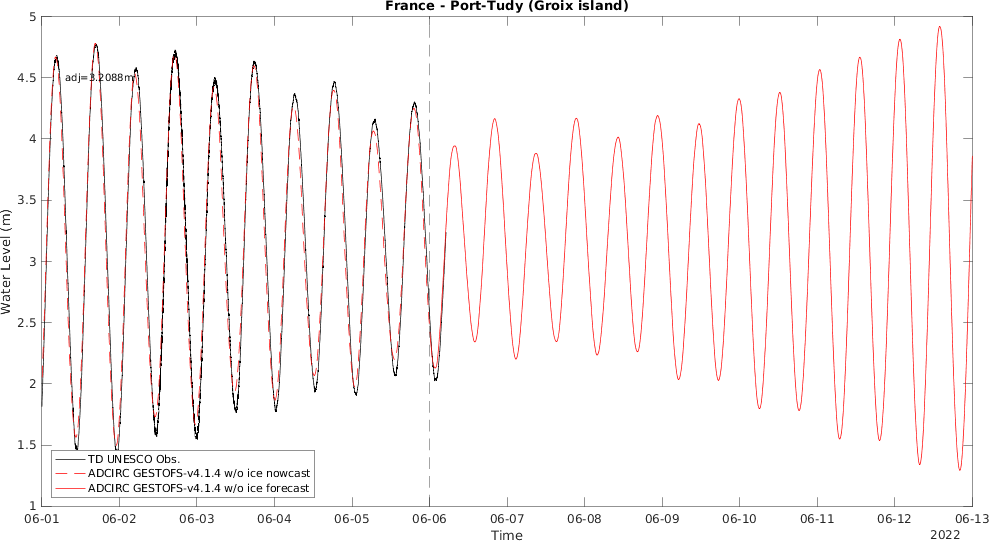 France - Port-Tudy (Groix island)
5
4.5
4
3.5
3
2.5
2
1.5
1
Water Level (m)
adj=3.2088m
TD UNESCO Obs.
ADCIRC GESTOFS-v4.1.4 w/o ice nowcast
ADCIRC GESTOFS-v4.1.4 w/o ice forecast
06-01 06-02 06-03 06-04 06-05 06-06 06-07 06-08 06-09 06-10 06-11 06-12 06-13
Time
2022